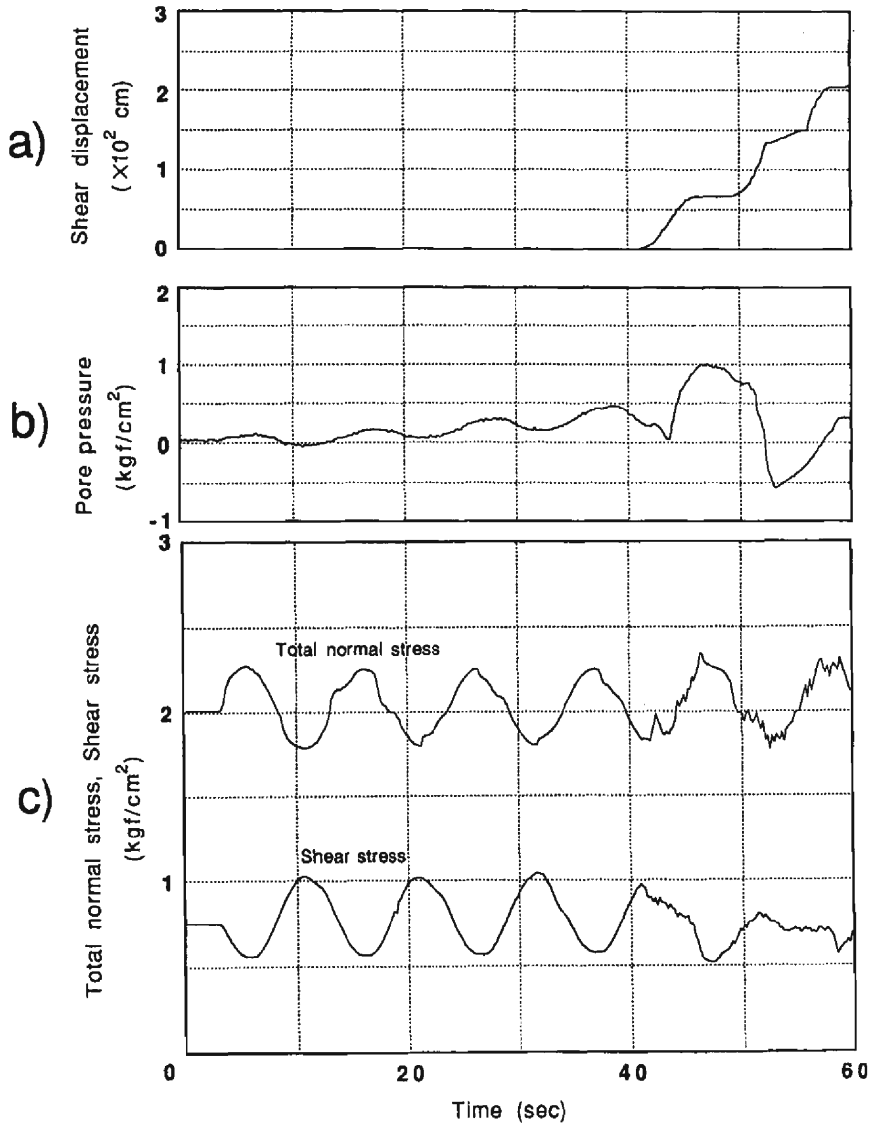 a)
Shear displacement
(×10² cm)
3
2
1
0
b)
Pore pressure
(kgf/cm²)
2
1
0
-1
c)
Total normal stress, Shear stress
(kgf/cm²)
3
2
1
Total normal stress
Shear stress
0
20
40
60
Time (sec)